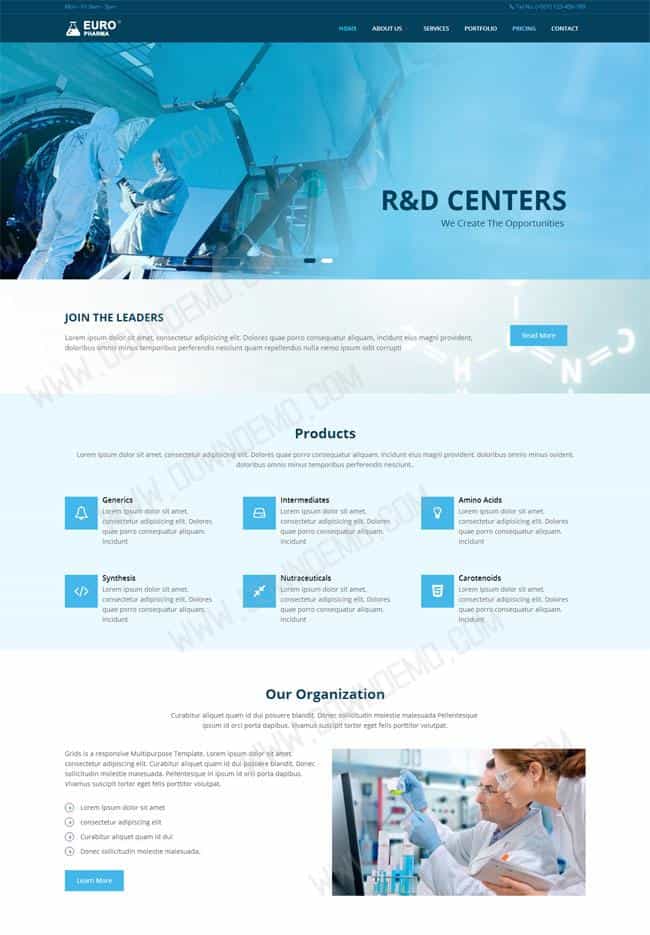 Mon - Fri 9am - 5pm
Tel No. (+001) 123-456-789
EURO
PHARMA
HOME ABOUT US SERVICES PORTFOLIO PRICING CONTACT
R&D CENTERS
We Create The Opportunities
JOIN THE LEADERS
Lorem ipsum dolor sit amet, consectetur adipisicing elit. Dolores quae porro consequatur aliquam, incidunt eius magni provident,
doloribus omnis minus temporibus perferendis nesciunt quam repellendus nulla nemo ipsum odit corrupti
Read More
H
N
C
Products
Lorem ipsum dolor sit amet, consectetur adipisicing elit. Dolores quae porro consequatur aliquam, incidunt eius magni provident, doloribus omnis minus ovident,
doloribus omnis minus temporibus perferendis nesciunt..
Generics
Lorem ipsum dolor sit amet,
consectetur adipisicing elit. Dolores
quae porro consequatur aliquam,
incidunt
Intermediates
Lorem ipsum dolor sit amet,
consectetur adipisicing elit. Dolores
quae porro consequatur aliquam,
incidunt
Amino Acids
Lorem ipsum dolor sit amet,
consectetur adipisicing elit. Dolores
quae porro consequatur aliquam,
incidunt
Synthesis
Lorem ipsum dolor sit amet,
consectetur adipisicing elit. Dolores
quae porro consequatur aliquam,
incidunt
Nutraceuticals
Lorem ipsum dolor sit amet,
consectetur adipisicing elit. Dolores
quae porro consequatur aliquam,
incidunt
Carotenoids
Lorem ipsum dolor sit amet,
consectetur adipisicing elit. Dolores
quae porro consequatur aliquam,
incidunt
Our Organization
Curabitur aliquet quam id dui posuere blandit. Donec sollicitudin molestie malesuada Pellentesque
ipsum id orci porta dapibus. Vivamus suscipit tortor eget felis porttitor volutpat.
Grids is a responsive Multipurpose Template. Lorem ipsum dolor sit amet,
consectetur adipiscing elit. Curabitur aliquet quam id dui posuere blandit. Donec
sollicitudin molestie malesuada. Pellentesque in ipsum id orci porta dapibus.
Vivamus suscipit tortor eget felis porttitor volutpat.
Lorem ipsum dolor sit amet
consectetur adipiscing elit
Curabitur aliquet quam id dui
Donec sollicitudin molestie malesuada.
Learn More
WWW.DOWNDEMO.COM
WWW.DOWNDEMO.COM
WWW.DOWNDEMO.COM
WWW.DOWNDEMO.COM
WWW.DOWNDEMO.COM